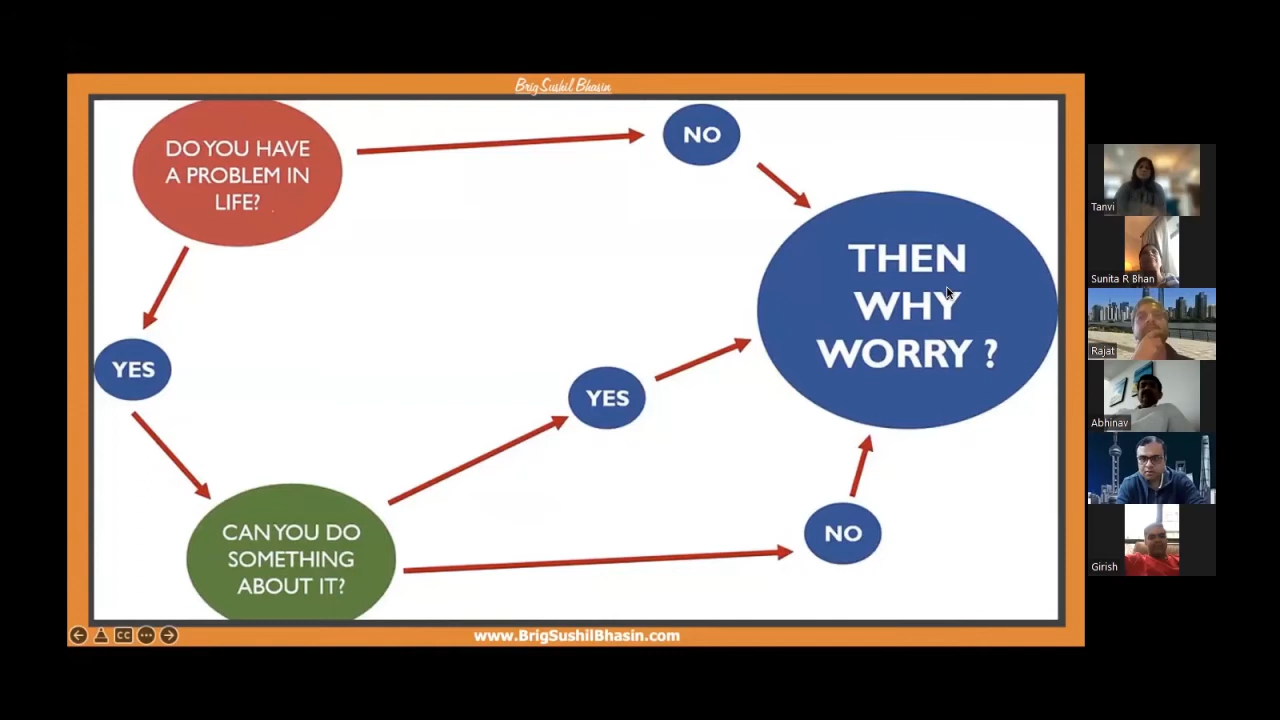 Brig Sushil Bhasin
DO YOU HAVE
A PROBLEM IN
LIFE?
NO
THEN
WHY
WORRY ?
YES
YES
CAN YOU DO
SOMETHING
ABOUT IT?
NO
CC
www.BrigSushilBhasin.com
Tanvi
Sunita R Bhan
Rajat
Abhinav
Girish